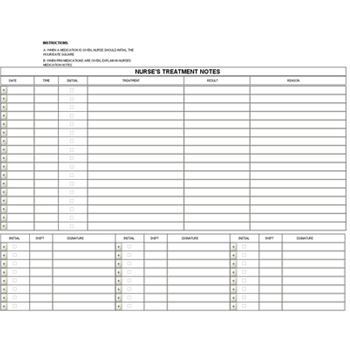 INSTRUCTIONS
A. WHEN A MEDICATION IS GIVEN, NURSE SHOULD INITIAL THE
HOUR/DATE SQUARE.
B. WHEN PRN MEDICATIONS ARE GIVEN, EXPLAIN IN NURSES
MEDICATION NOTES
NURSE'S TREATMENT NOTES
DATE TIME INITIAL TREATMENT RESULT REASON
INITIAL SHIFT SIGNATURE INITIAL SHIFT SIGNATURE INITIAL SHIFT SIGNATURE